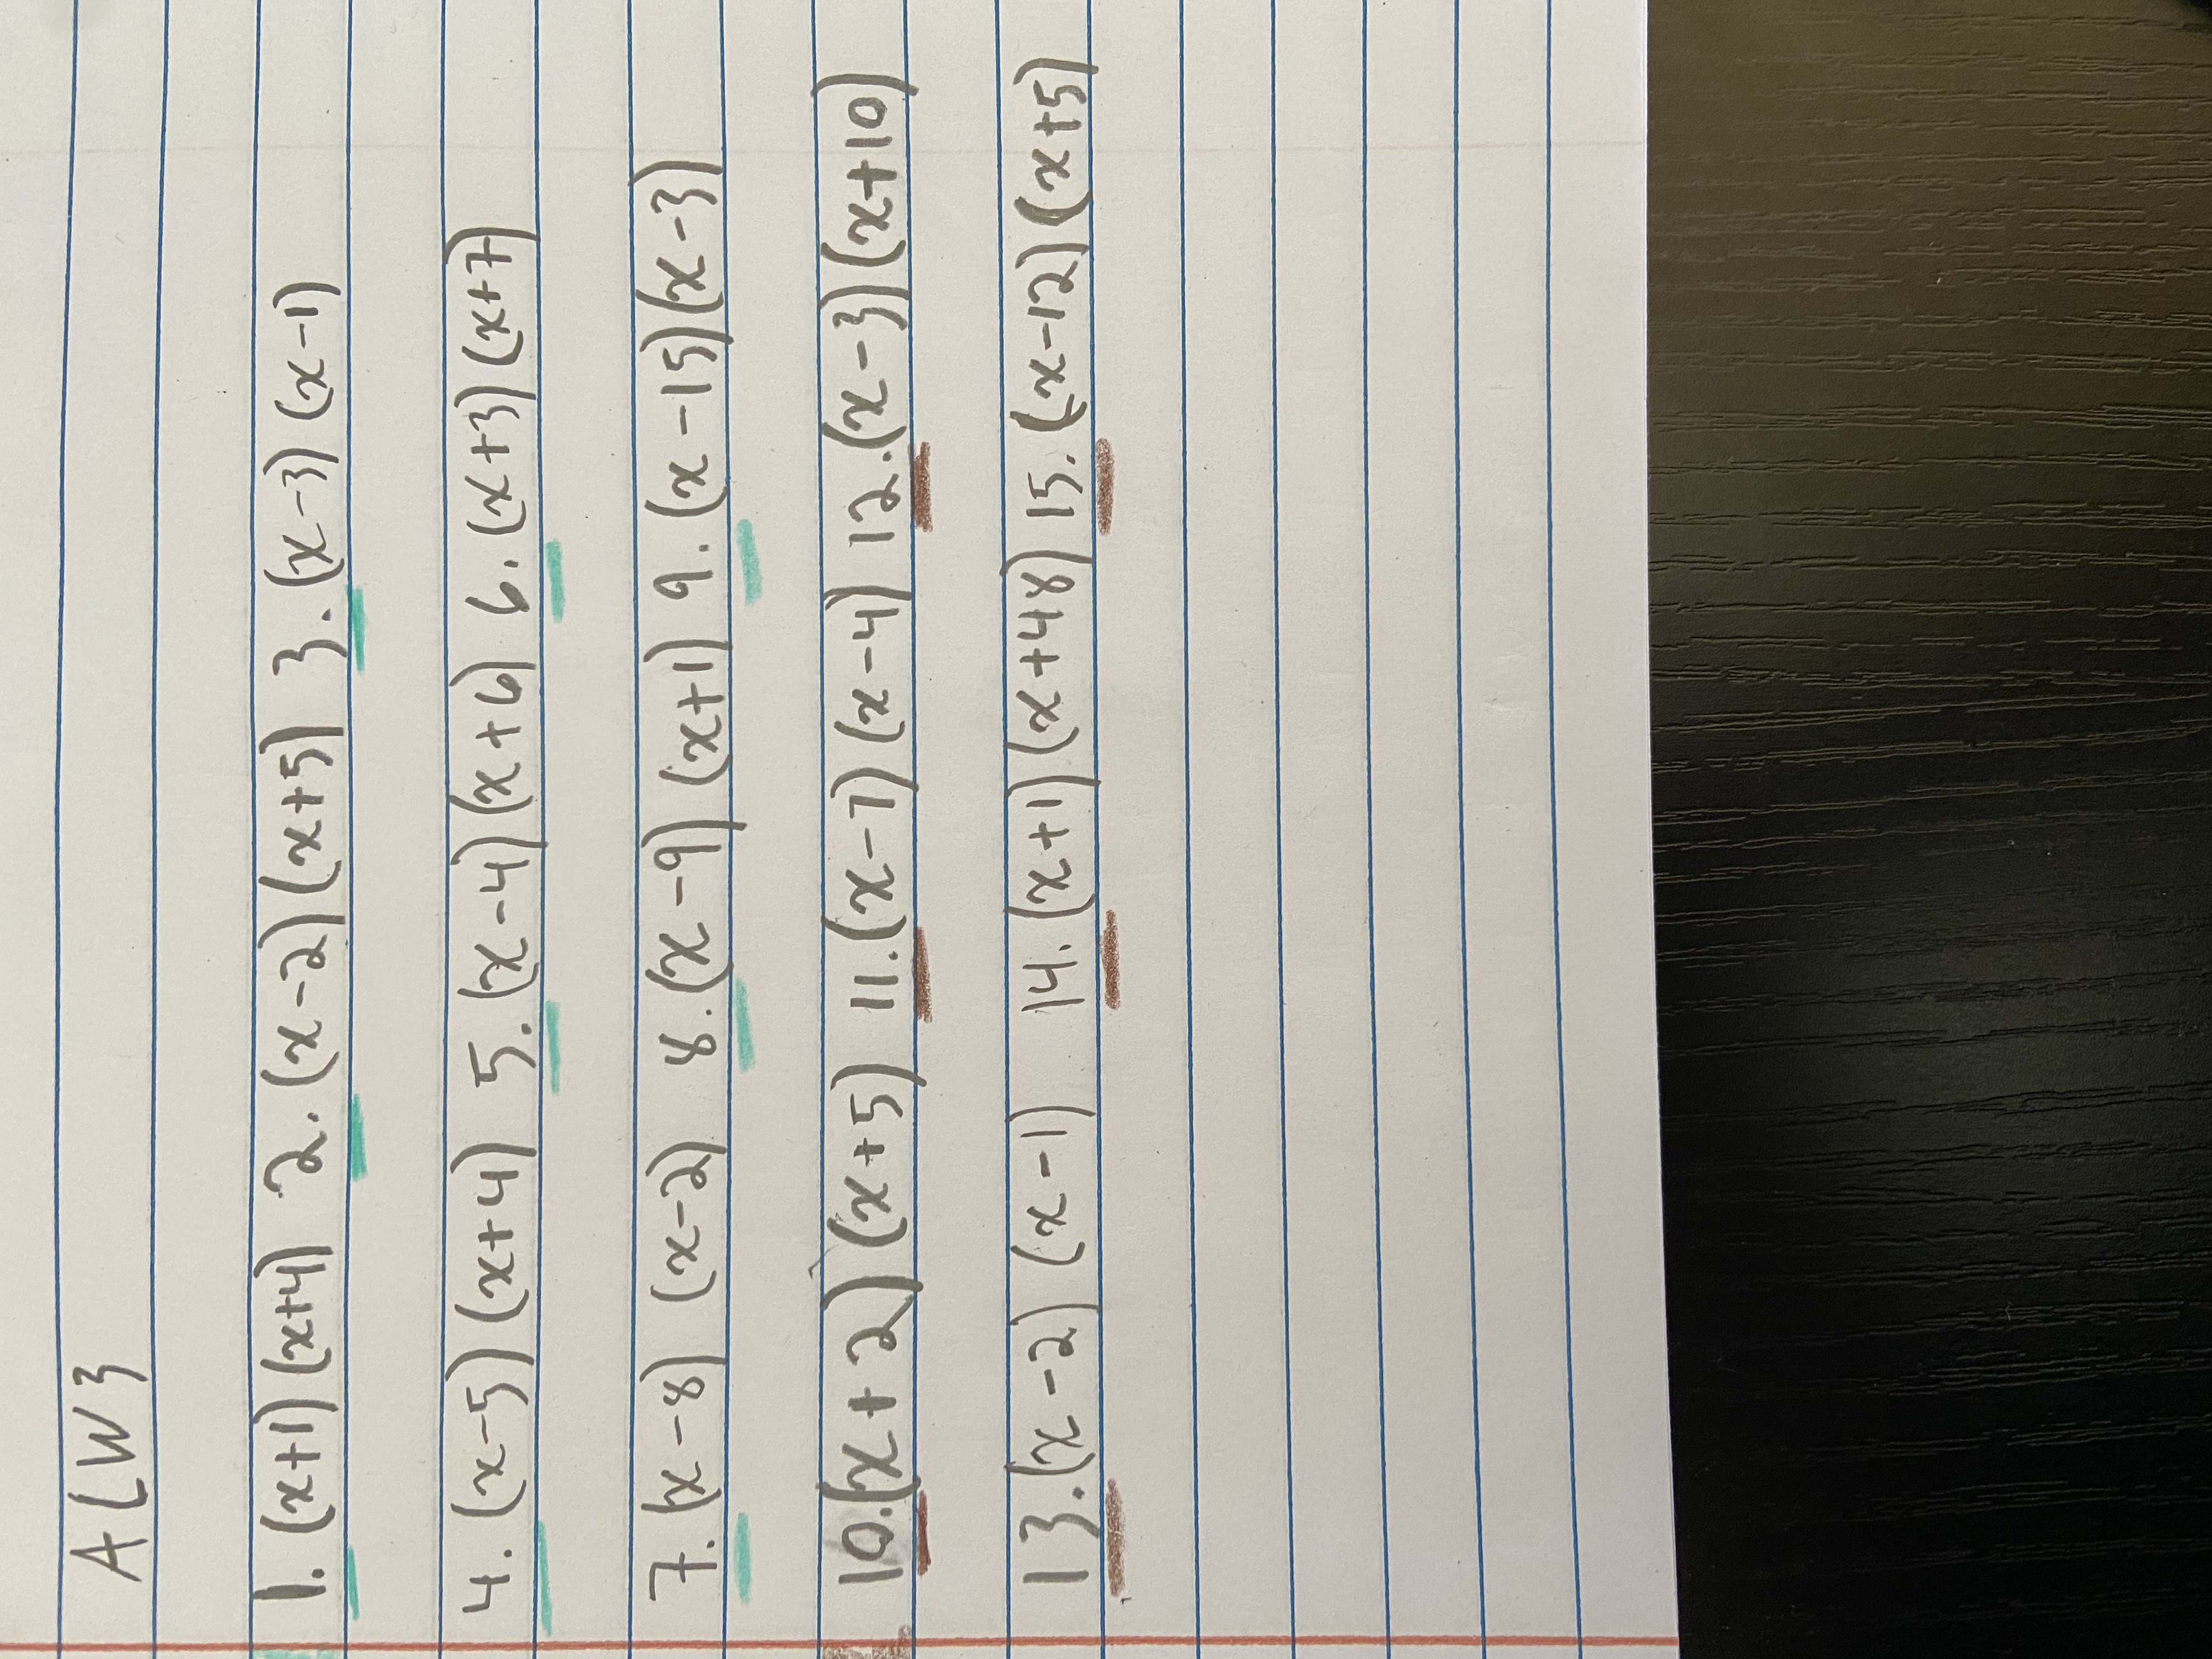 ALW3
1. (x+1) (x+4) 2. (x-2) (x+5) 3. (x-3) (x-1)
4. (x-5) (x+4) 5. (x-4) (x+6) 6. (x+3) (x+7)
7. (x-8) (x-2) 8. (x-9) (x+1) 9. (x-15) (x-3)
10. (x+2) (x+5) 11. (x-7) (x-4) 12. (x-3) (x+10)
13. (x-2) (x-1) 14. (x+1) (x+48) 15. (x-12) (x+5)